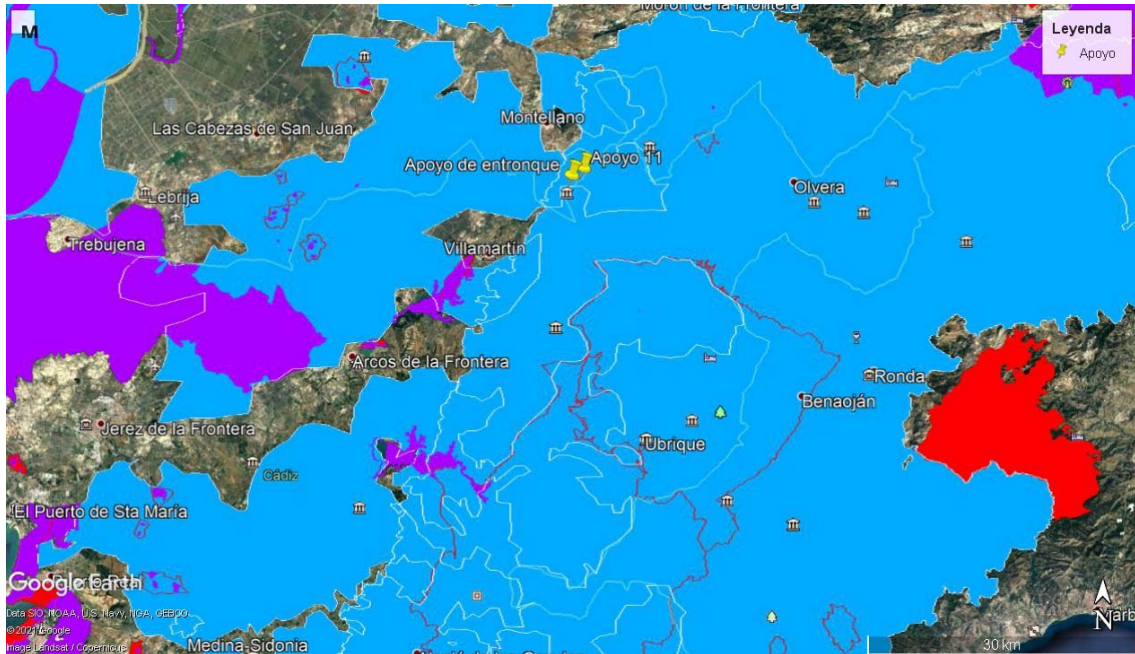 M
Morón de la Frontera
Leyenda
Apoyo
Las Cabezas de San Juan
Montellano
Apoyo de entronque
Apoyo 11
Olvera
Lebrija
Trebujena
Villamartín
Arcos de la Frontera
Ronda
Benaoján
Jerez de la Frontera
Ubrique
Cádiz
El Puerto de Sta María
Google Earth
Puerto Real
Data SIO, NOAA, U.S. Navy, NGA, GEBCO
©2021 Google
Image Landsat / Copernicus
Medina-Sidonia
30 km
N